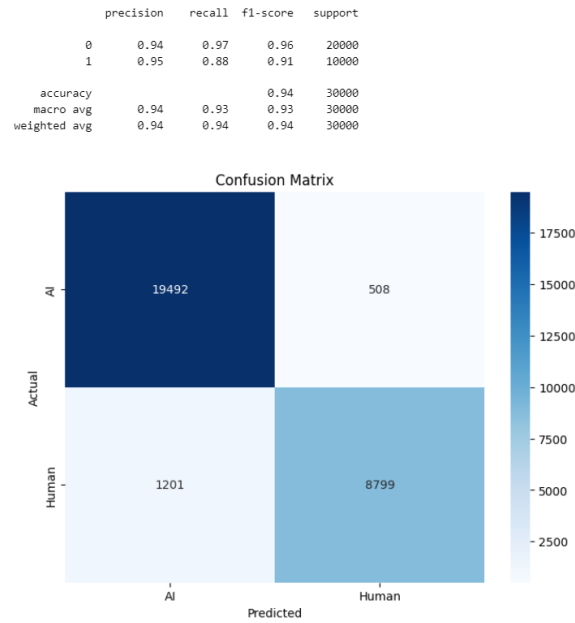 precision recall f1-score support
0 0.94 0.97 0.96 20000
1 0.95 0.88 0.91 10000
accuracy 0.94 30000
macro avg 0.94 0.93 0.93 30000
weighted avg 0.94 0.94 0.94 30000
Confusion Matrix
AI
19492
508
Human
1201
8799
Actual
AI
Human
Predicted
17500
15000
12500
10000
7500
5000
2500